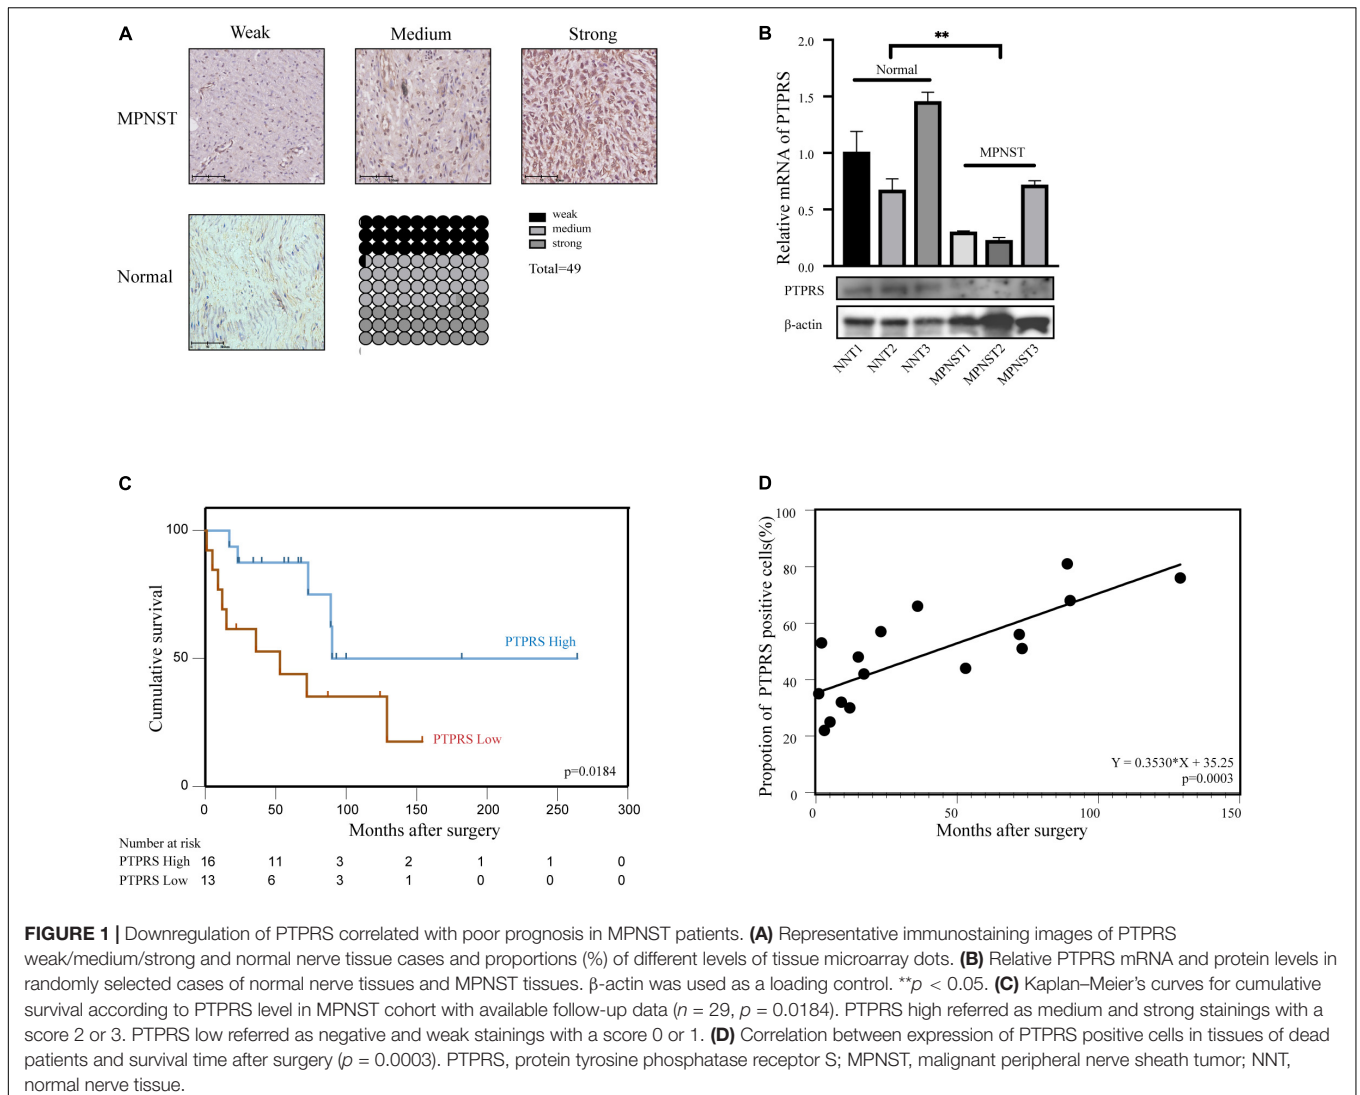 A
Weak
Medium
Strong
MPNST
Normal
weak
medium
strong
Total=49
B
Relative mRNA of PTPRS
2.0
1.5
1.0
0.5
0.0
**
Normal
MPNST
PTPRS
β-actin
NNT1
NNT2
NNT3
MPNST1
MPNST2
MPNST3
C
Cumulative survival
100
50
0
PTPRS High
PTPRS Low
p=0.0184
0 50 100 150 200 250 300
Months after surgery
Number at risk
PTPRS High 16 11 3 2 1 1 0
PTPRS Low 13 6 3 1 0 0 0
D
Propotion of PTPRS positive cells(%)
100
80
60
40
20
0
Y = 0.3530*X + 35.25
p=0.0003
0 50 100 150
Months after surgery
FIGURE 1 | Downregulation of PTPRS correlated with poor prognosis in MPNST patients. (A) Representative immunostaining images of PTPRS
weak/medium/strong and normal nerve tissue cases and proportions (%) of different levels of tissue microarray dots. (B) Relative PTPRS mRNA and protein levels in
randomly selected cases of normal nerve tissues and MPNST tissues. β-actin was used as a loading control. **p < 0.05. (C) Kaplan–Meier's curves for cumulative
survival according to PTPRS level in MPNST cohort with available follow-up data (n = 29, p = 0.0184). PTPRS high referred as medium and strong stainings with a
score 2 or 3. PTPRS low referred as negative and weak stainings with a score 0 or 1. (D) Correlation between expression of PTPRS positive cells in tissues of dead
patients and survival time after surgery (p = 0.0003). PTPRS, protein tyrosine phosphatase receptor S; MPNST, malignant peripheral nerve sheath tumor; NNT,
normal nerve tissue.